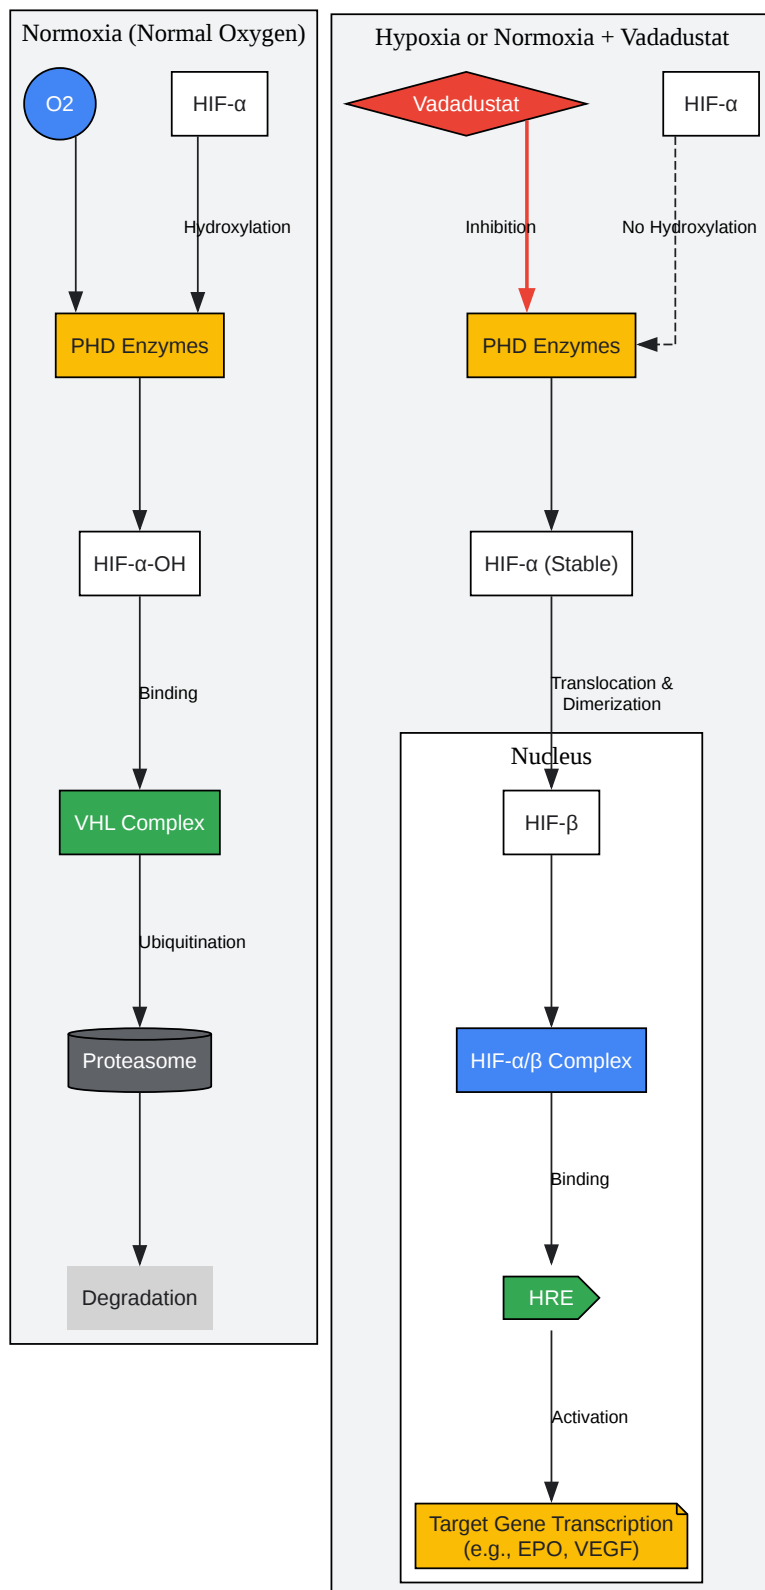 Normoxia (Normal Oxygen)
O2
HIF-α
Hydroxylation
PHD Enzymes
HIF-α-OH
Binding
VHL Complex
Ubiquitination
Proteasome
Degradation
Hypoxia or Normoxia + Vadadustat
Vadadustat
HIF-α
Inhibition
No Hydroxylation
PHD Enzymes
HIF-α (Stable)
Translocation &
Dimerization
Nucleus
HIF-β
HIF-α/β Complex
Binding
HRE
Activation
Target Gene Transcription
(e.g., EPO, VEGF)